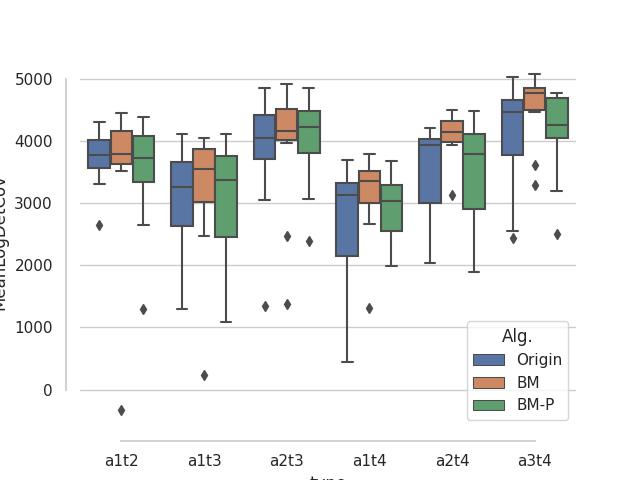 5000
4000
3000
2000
1000
0
MeanLogDetCov
Alg.
Origin
BM
BM-P
a1t2 a1t3 a2t3 a1t4 a2t4 a3t4
type